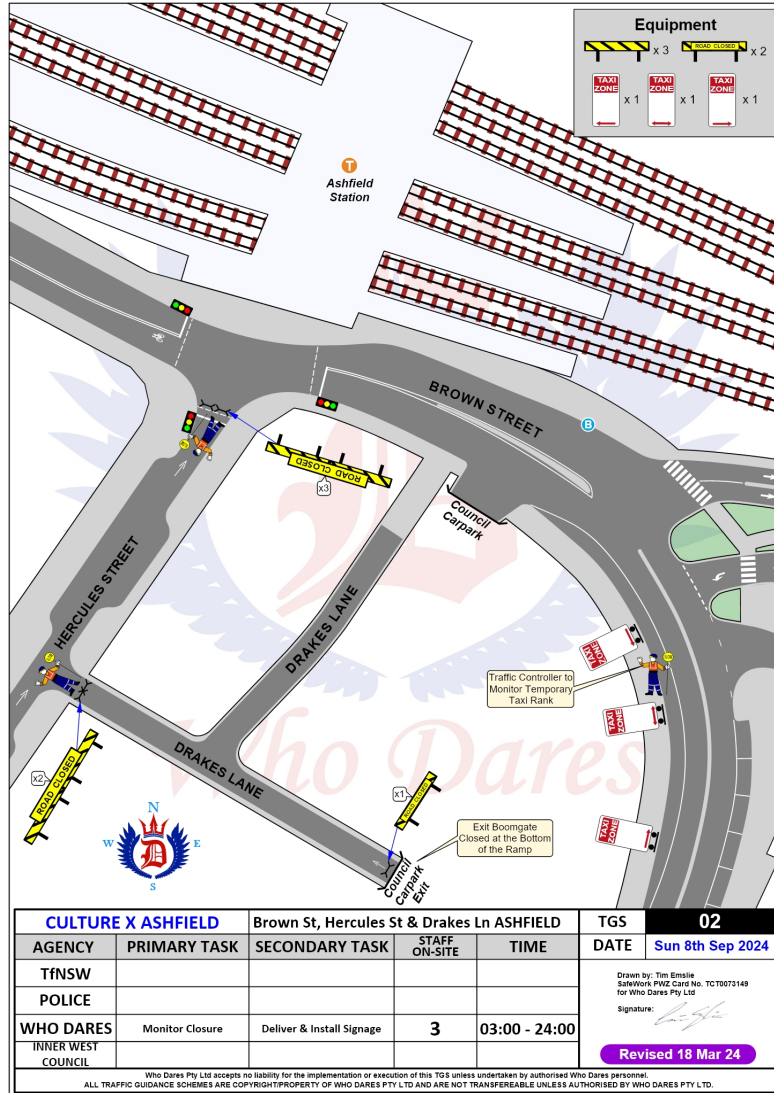 Equipment
x 3
ROAD CLOSED
x 2
TAXI
ZONE
x 1
TAXI
ZONE
x 1
TAXI
ZONE
x 1
T
Ashfield
Station
BROWN STREET
B
ROAD CLOSED
x3
Council
Carpark
HERCULES STREET
DRAKES LANE
TAXI
ZONE
Traffic Controller to
Monitor Temporary
Taxi Rank
TAXI
ZONE
Who Dares
DRAKES LANE
ROAD CLOSED
x2
x1
ROAD CLOSED
TAXI
ZONE
Exit Boomgate
Closed at the Bottom
of the Ramp
Council
Carpark
Exit
N
W
E
S
D
CULTURE X ASHFIELD
Brown St, Hercules St & Drakes Ln ASHFIELD
TGS
02
AGENCY
PRIMARY TASK
SECONDARY TASK
STAFF
ON-SITE
TIME
DATE
Sun 8th Sep 2024
TfNSW
POLICE
WHO DARES
Monitor Closure
Deliver & Install Signage
3
03:00 - 24:00
INNER WEST
COUNCIL
Drawn by: Tim Emslie
SafeWork PWZ Card No. TCT0073149
for Who Dares Pty Ltd
Signature:
Revised 18 Mar 24
Who Dares Pty Ltd accepts no liability for the implementation or execution of this TGS unless undertaken by authorised Who Dares personnel.
ALL TRAFFIC GUIDANCE SCHEMES ARE COPYRIGHT/PROPERTY OF WHO DARES PTY LTD AND ARE NOT TRANSFEREABLE UNLESS AUTHORISED BY WHO DARES PTY LTD.